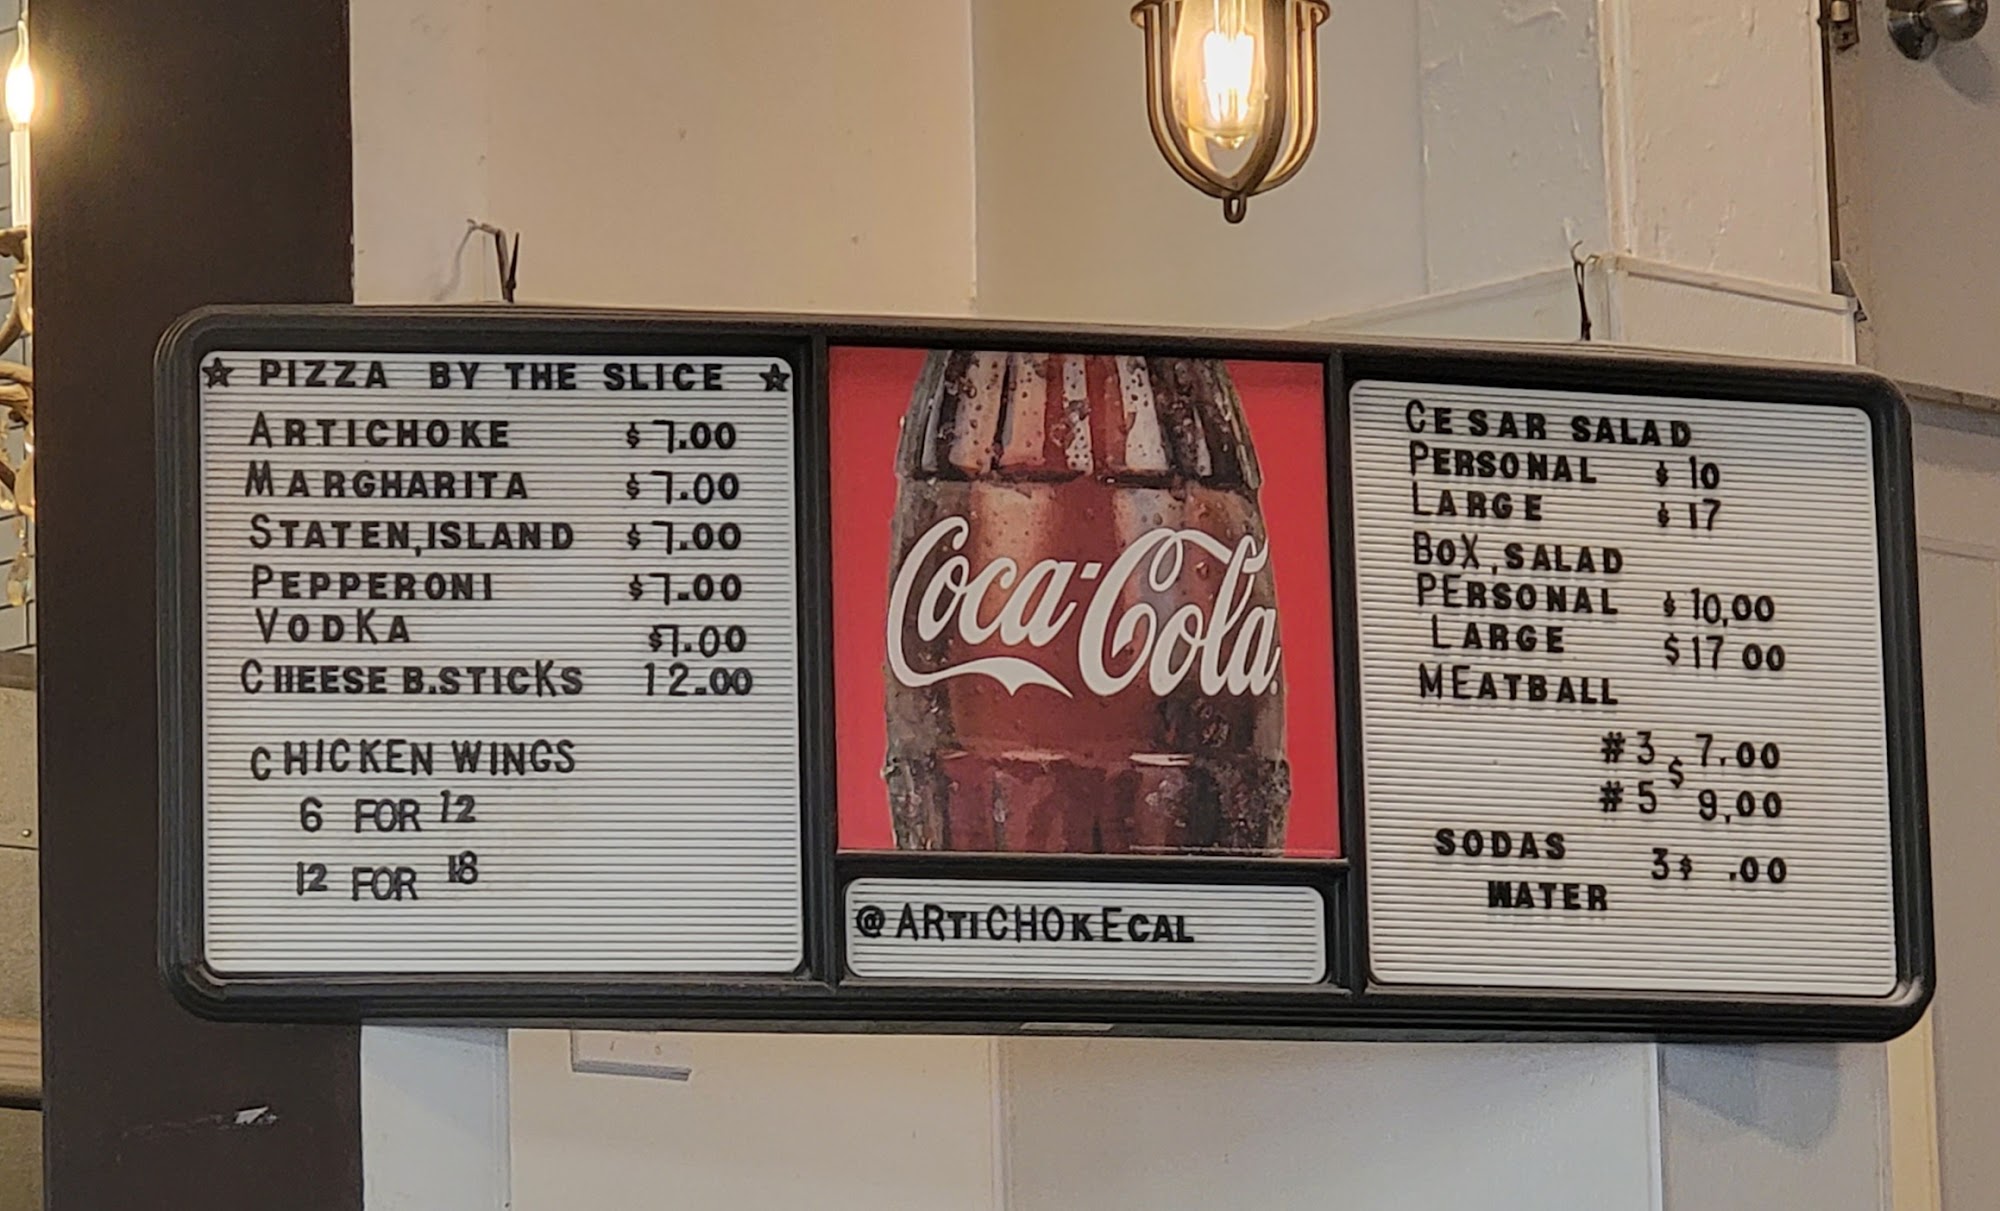 ☆ PIZZA BY THE SLICE ☆
ARTICHOKE $ 7.00
MARGHARITA $ 7.00
STATEN,ISLAND $ 7.00
PEPPERONI $7.00
VODKA $7.00
CHEESE B.STICKS 12.00
CHICKEN WINGS
6 FOR 12
12 FOR 18
Coca-Cola
@ARTiCHOKECAL
CESAR SALAD
PERSONAL $ 10
LARGE $ 17
BOX,SALAD
PERSONAL $ 10,00
LARGE $17 00
MEATBALL
#3 $ 7.00
#5 9,00
SODAS 3$ .00
WATER